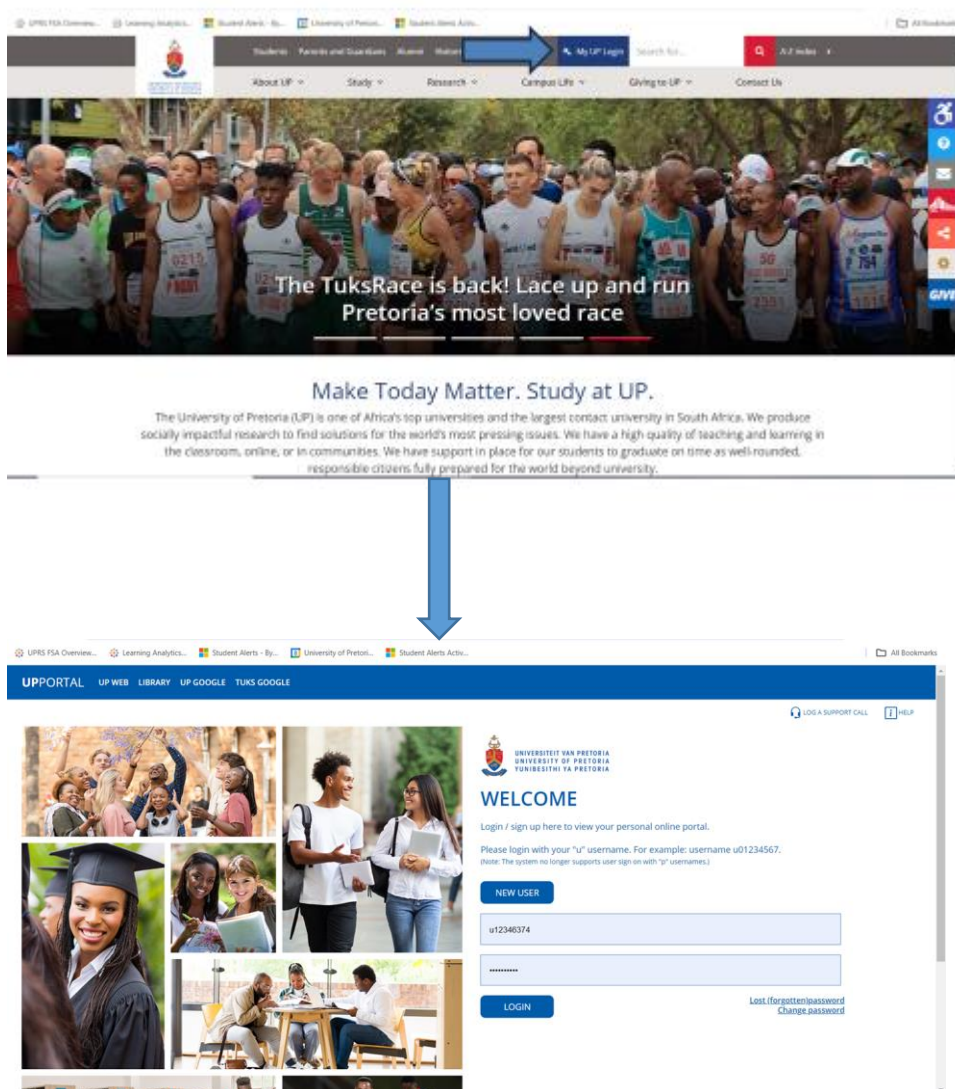 UPRS FSA Overview...  Learning Analytics...  Student Alerts - By...  University of Pretori...  Student Alerts Activ...  All Bookmark
Students  Parents and Guardians  Alumni  My UP Login  Search for...  A-Z Index
About UP  Study  Research  Campus Life  Giving to UP  Contact Us
0215
5G
754
1515
GIVE
The TuksRace is back! Lace up and run
Pretoria's most loved race
Make Today Matter. Study at UP.
The University of Pretoria (UP) is one of Africa's top universities and the largest contact university in South Africa. We produce
socially impactful research to find solutions for the world's most pressing issues. We have a high quality of teaching and learning in
the classroom, online, or in communities. We have support in place for our students to graduate on time as well-rounded,
responsible citizens fully prepared for the world beyond university.
UPRS FSA Overview...  Learning Analytics...  Student Alerts - By...  University of Pretori...  Student Alerts Activ...  All Bookmarks
UPPORTAL  UP WEB  LIBRARY  UP GOOGLE  TUKS GOOGLE
LOG A SUPPORT CALL  HELP
UNIVERSITEIT VAN PRETORIA
UNIVERSITY OF PRETORIA
YUNIBESITHI YA PRETORIA
WELCOME
Login / sign up here to view your personal online portal.
Please login with your "u" username. For example: username u01234567.
(Note: The system no longer supports user sign on with "p" usernames.)
NEW USER
u12346374
••••••••••
LOGIN
Lost (forgotten)password
Change password